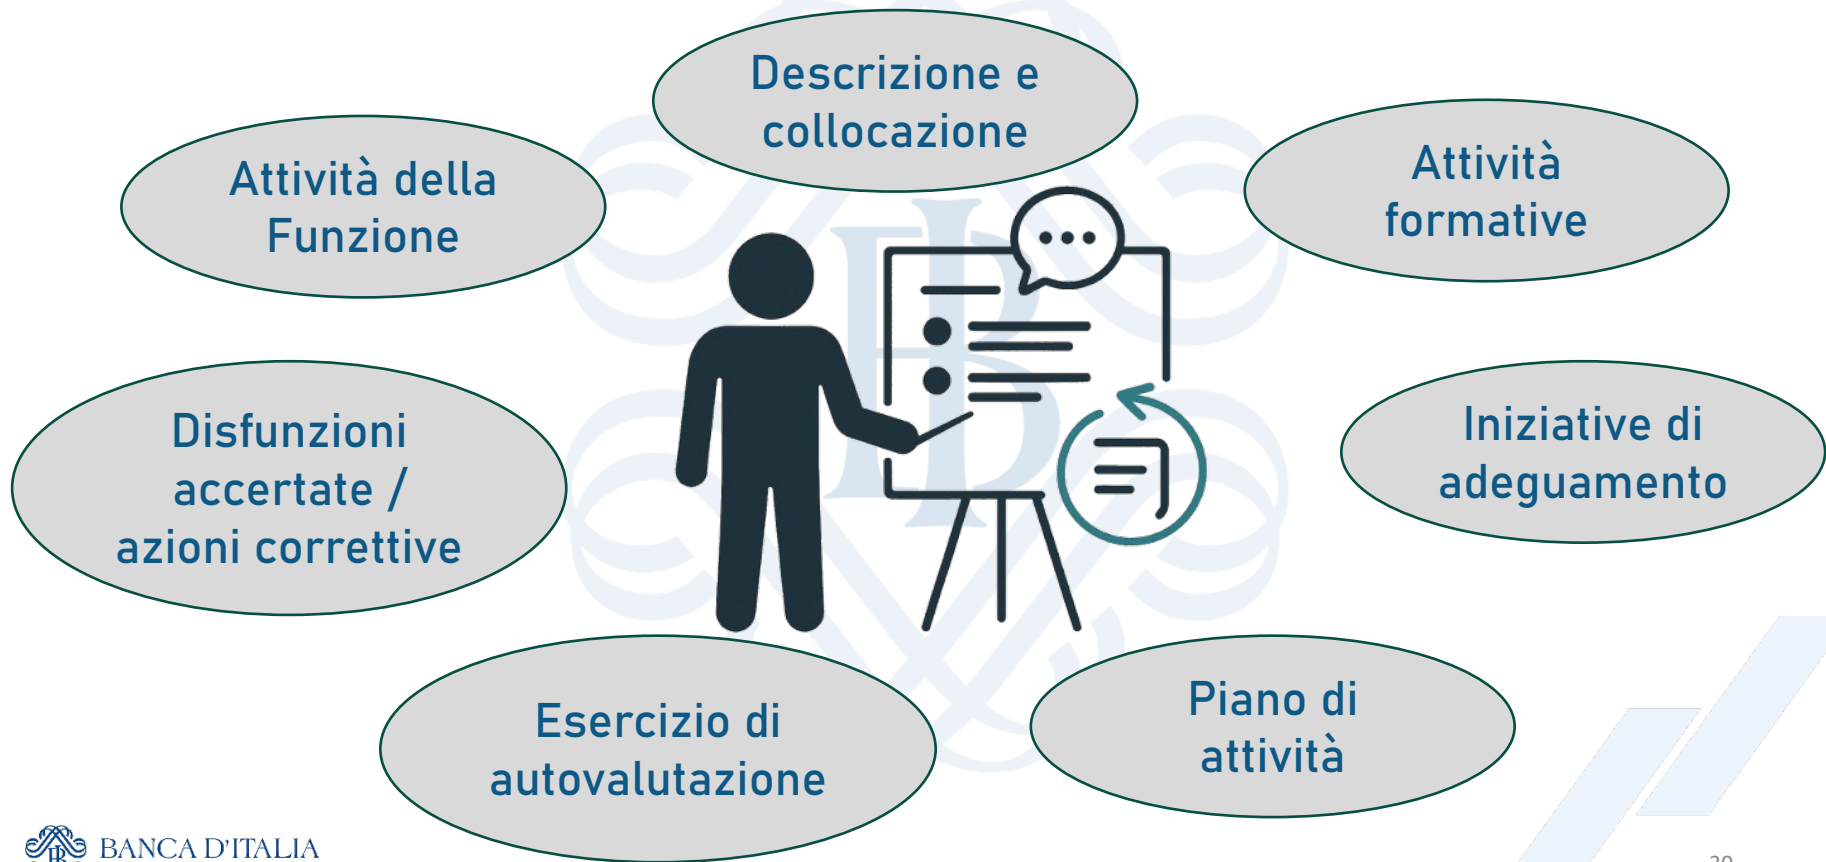 Descrizione e
collocazione
Attività della
Funzione
Attività
formative
Disfunzioni
accertate /
azioni correttive
Iniziative di
adeguamento
Esercizio di
autovalutazione
Piano di
attività
BANCA D'ITALIA